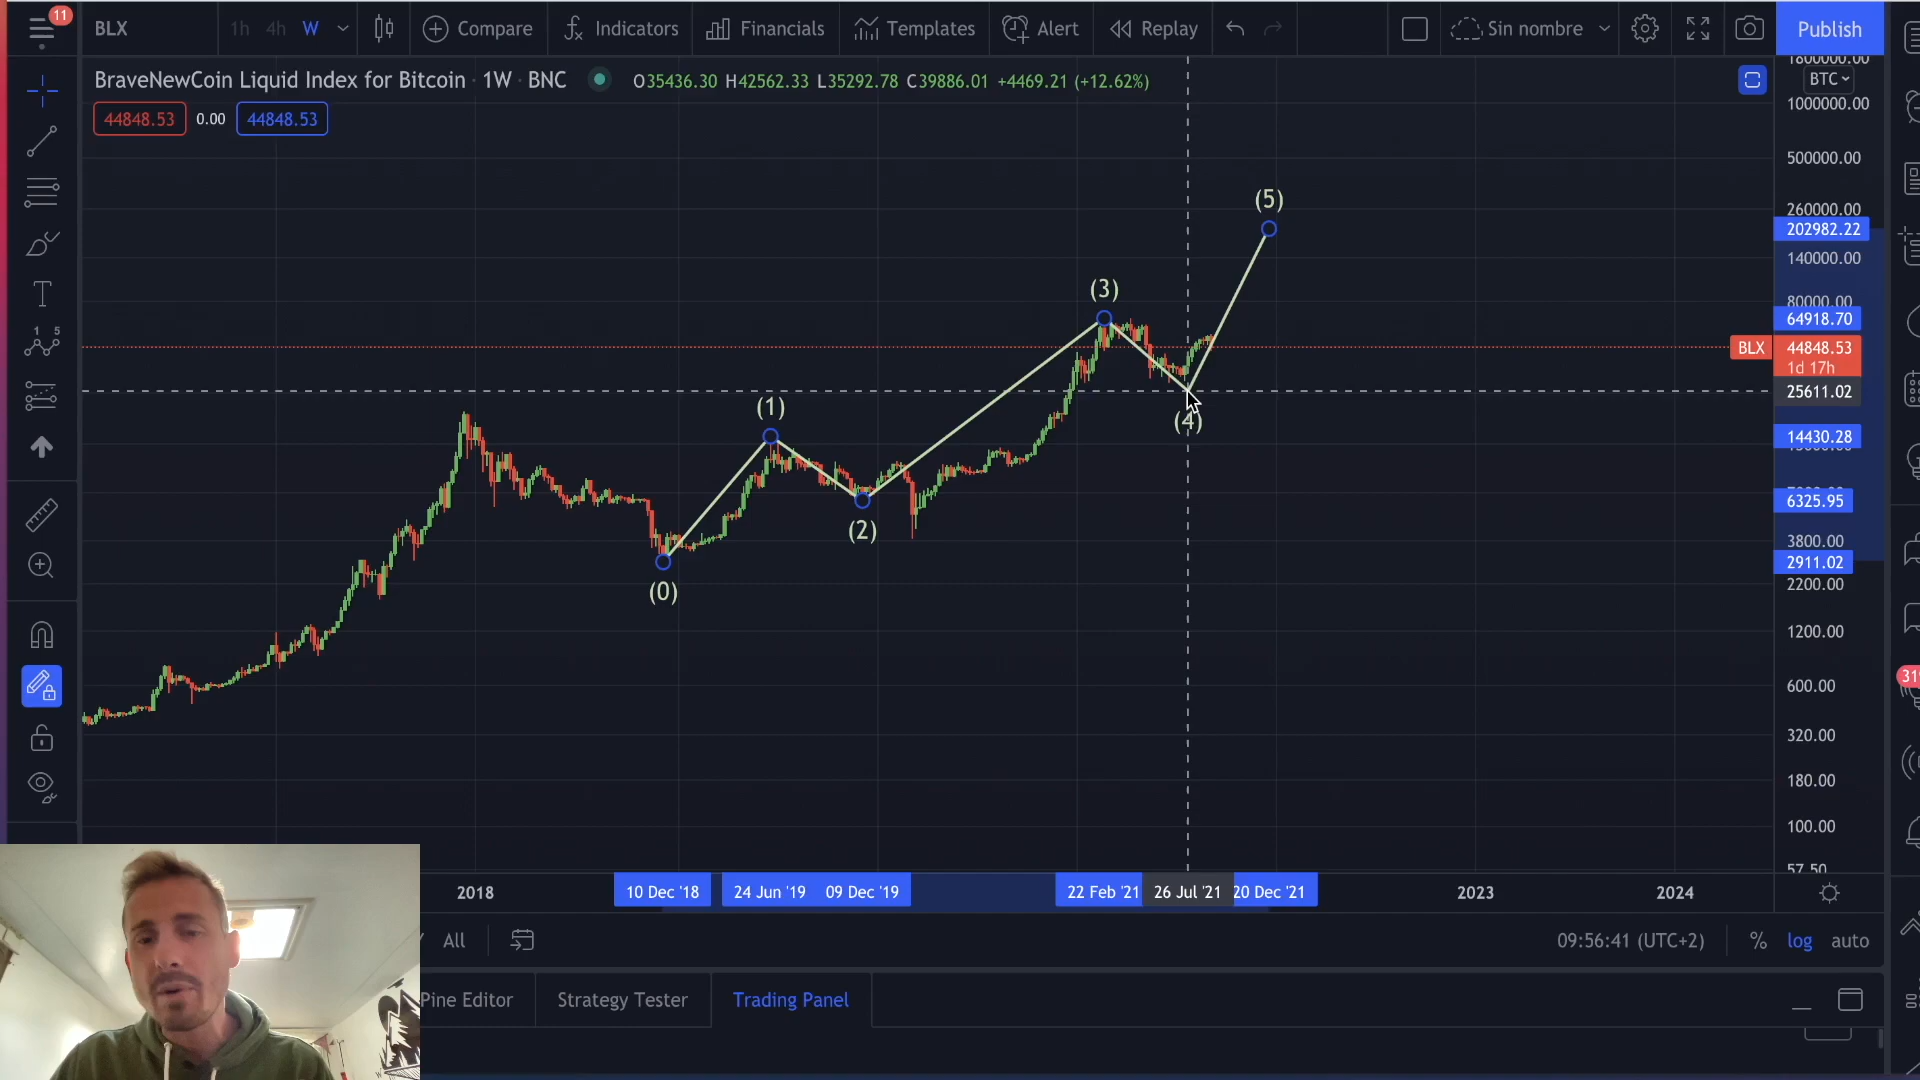 11
BLX
1h 4h W
Compare
Indicators
Financials
Templates
Alert
Replay
Sin nombre
Publish
BraveNewCoin Liquid Index for Bitcoin · 1W · BNC
O35436.30 H42562.33 L35292.78 C39886.01 +4469.21 (+12.62%)
44848.53 0.00 44848.53
BTC
1000000.00
500000.00
260000.00
202982.22
140000.00
80000.00
64918.70
BLX 44848.53
1d 17h
25611.02
14430.28
6325.95
3800.00
2911.02
2200.00
1200.00
600.00
320.00
180.00
100.00
57.50
(5)
(3)
(1)
(4)
(2)
(0)
1 5
319
2018
10 Dec '18
24 Jun '19
09 Dec '19
22 Feb '21
26 Jul '21
20 Dec '21
2023
2024
All
09:56:41 (UTC+2)
% log auto
Pine Editor
Strategy Tester
Trading Panel